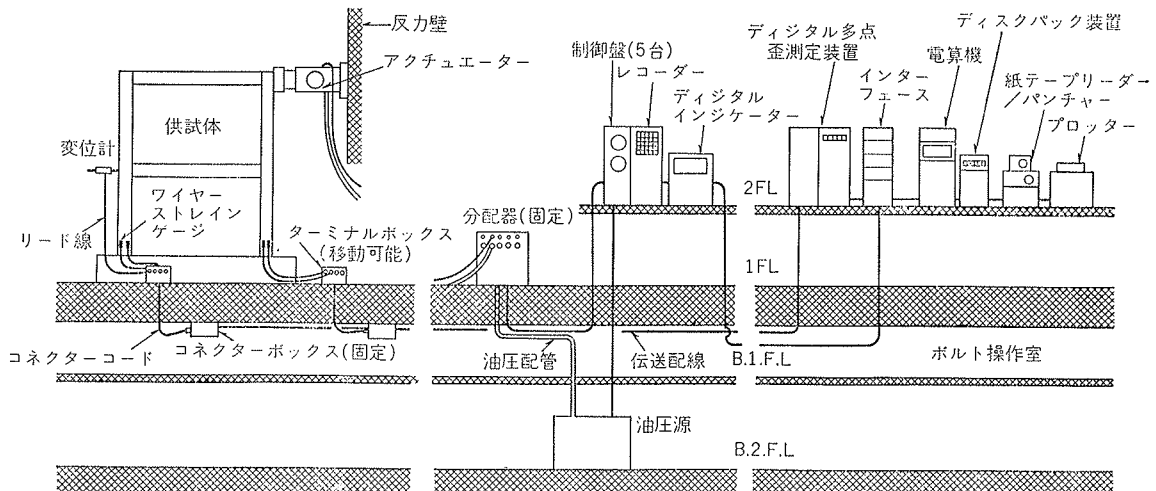 反力壁
アクチュエーター
供試体
変位計
ワイヤー
ストレイン
ゲージ
リード線
ターミナルボックス
(移動可能)
コネクターコード
コネクターボックス(固定)
分配器(固定)
油圧配管
伝送配線
油圧源
制御盤(5台)
レコーダー
ディジタル
インジケーター
ディジタル多点
歪測定装置
インター
フェース
電算機
ディスクパック装置
紙テープリーダー
/パンチャー
プロッター
2FL
1FL
B.1.F.L
ボルト操作室
B.2.F.L